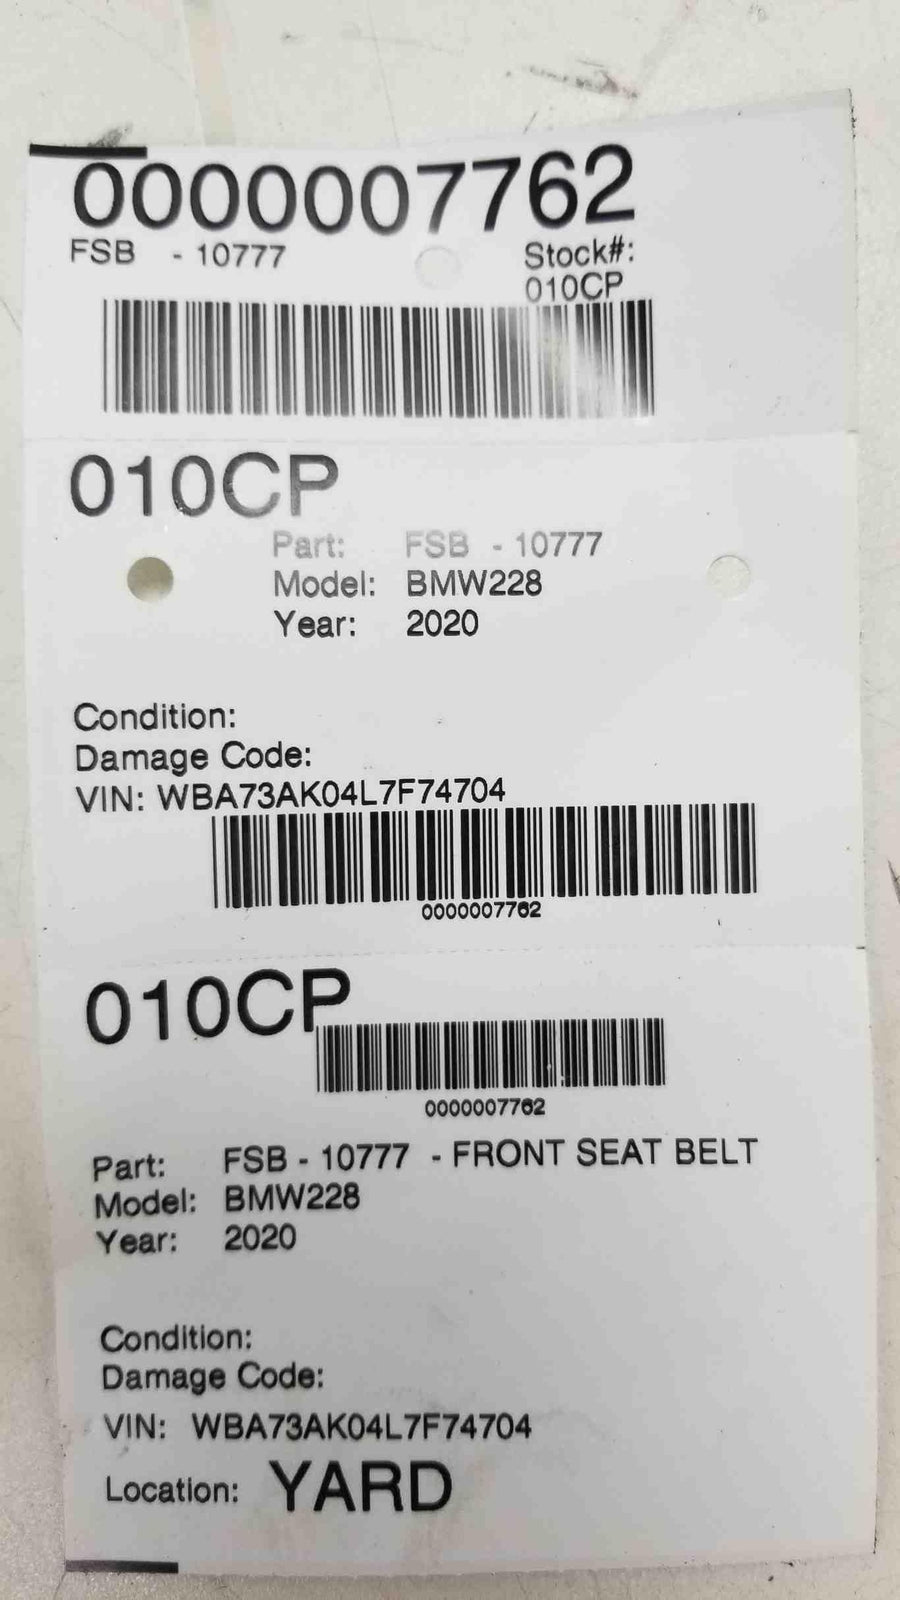 0000007762
FSB - 10777
Stock#:
010CP
010CP
Part: FSB - 10777
Model: BMW228
Year: 2020
Condition:
Damage Code:
VIN: WBA73AK04L7F74704
0000007762
010CP
0000007762
Part: FSB - 10777 - FRONT SEAT BELT
Model: BMW228
Year: 2020
Condition:
Damage Code:
VIN: WBA73AK04L7F74704
Location: YARD